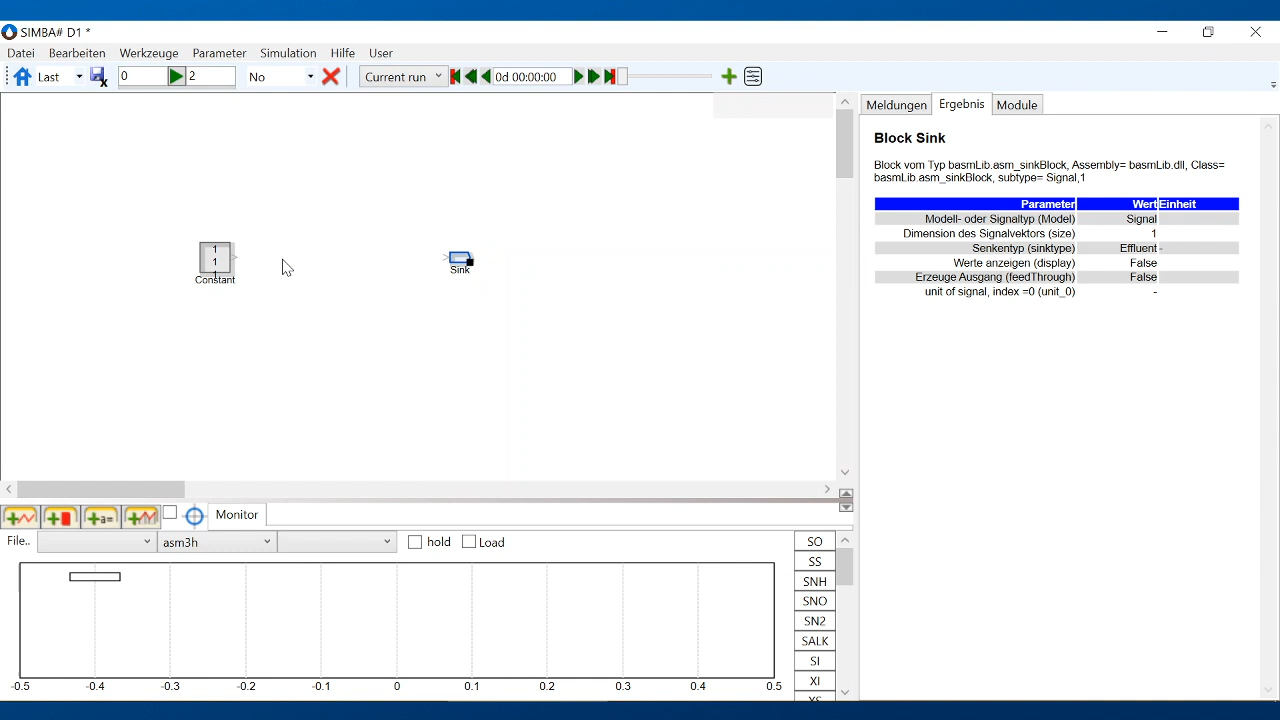 SIMBA# D1 *
Datei Bearbeiten Werkzeuge Parameter Simulation Hilfe User
Last 0 2 No Current run 0d 00:00:00
Meldungen Ergebnis Module
Block Sink
Block vom Typ basmLib.asm_sinkBlock, Assembly= basmLib.dll, Class=
basmLib.asm_sinkBlock, subtype= Signal,1
Parameter Wert Einheit
Modell- oder Signaltyp (Model) Signal
Dimension des Signalvektors (size) 1
Senkentyp (sinktype) Effluent -
Werte anzeigen (display) False
Erzeuge Ausgang (feedThrough) False
unit of signal, index =0 (unit_0) -
1
1
1
Constant
Sink
a=
Monitor
File.. asm3h hold Load
SO
SS
SNH
SNO
SN2
SALK
SI
XI
XS
-0.5 -0.4 -0.3 -0.2 -0.1 0 0.1 0.2 0.3 0.4 0.5